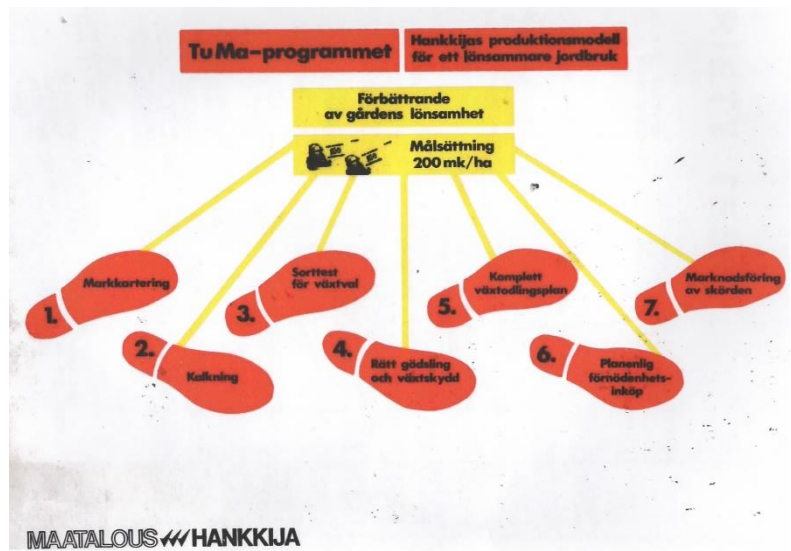 TuMa-programmet
Hankkijas produktionsmodell
för ett lönsammare jordbruk
Förbättrande
av gårdens lönsamhet
Målsättning
200 mk/ha
1.
Markkartering
2.
Kalkning
3.
Sorttest
för växtval
4.
Rätt gödsling
och växtskydd
5.
Komplett
växtodlingsplan
6.
Planenlig
förnödenhets-
inköp
7.
Marknadsföring
av skörden
MAATALOUS HANKKIJA